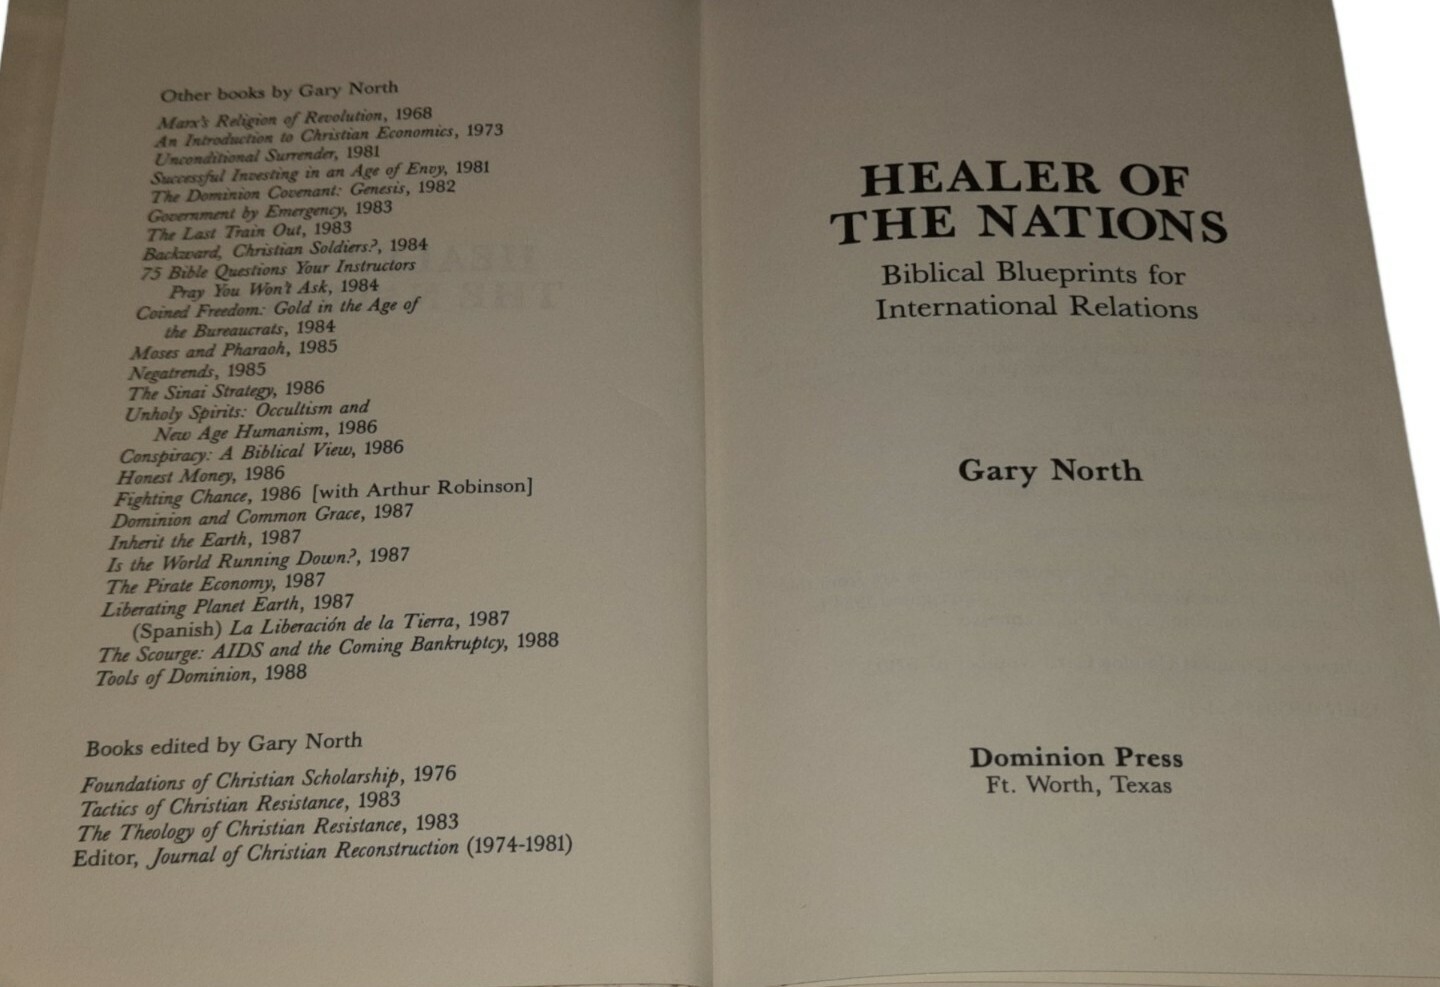 Other books by Gary North
Marx's Religion of Revolution, 1968
An Introduction to Christian Economics, 1973
Unconditional Surrender, 1981
Successful Investing in an Age of Envy, 1981
The Dominion Covenant: Genesis, 1982
Government by Emergency, 1983
The Last Train Out, 1983
Backward, Christian Soldiers?, 1984
75 Bible Questions Your Instructors
Pray You Won't Ask, 1984
Coined Freedom: Gold in the Age of
the Bureaucrats, 1984
Moses and Pharaoh, 1985
Negatrends, 1985
The Sinai Strategy, 1986
Unholy Spirits: Occultism and
New Age Humanism, 1986
Conspiracy: A Biblical View, 1986
Honest Money, 1986
Fighting Chance, 1986 [with Arthur Robinson]
Dominion and Common Grace, 1987
Inherit the Earth, 1987
Is the World Running Down?, 1987
The Pirate Economy, 1987
Liberating Planet Earth, 1987
(Spanish) La Liberación de la Tierra, 1987
The Scourge: AIDS and the Coming Bankruptcy, 1988
Tools of Dominion, 1988
Books edited by Gary North
Foundations of Christian Scholarship, 1976
Tactics of Christian Resistance, 1983
The Theology of Christian Resistance, 1983
Editor, Journal of Christian Reconstruction (1974-1981)
HEALER OF
THE NATIONS
Biblical Blueprints for
International Relations
Gary North
Dominion Press
Ft. Worth, Texas